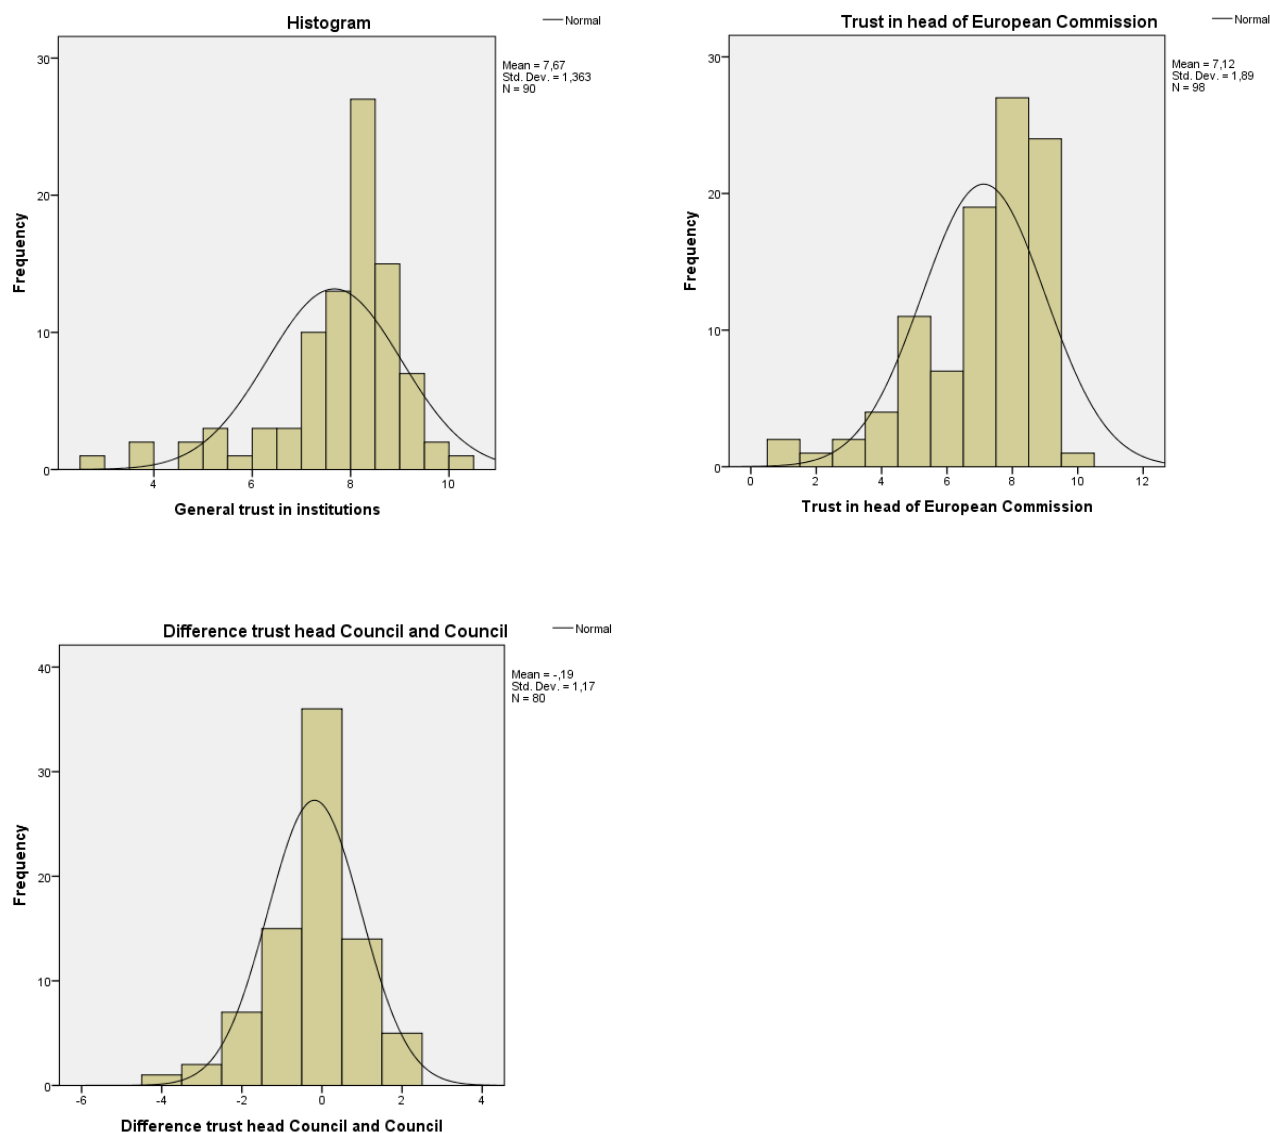 Histogram
Normal
Mean = 7,67
Std. Dev. = 1,363
N = 90
30
20
10
0
Frequency
4
6
8
10
General trust in institutions
Trust in head of European Commission
Normal
Mean = 7,12
Std. Dev. = 1,89
N = 98
30
20
10
0
Frequency
0
2
4
6
8
10
12
Trust in head of European Commission
Difference trust head Council and Council
Normal
Mean = -,19
Std. Dev. = 1,17
N = 80
40
30
20
10
0
Frequency
-6
-4
-2
0
2
4
Difference trust head Council and Council